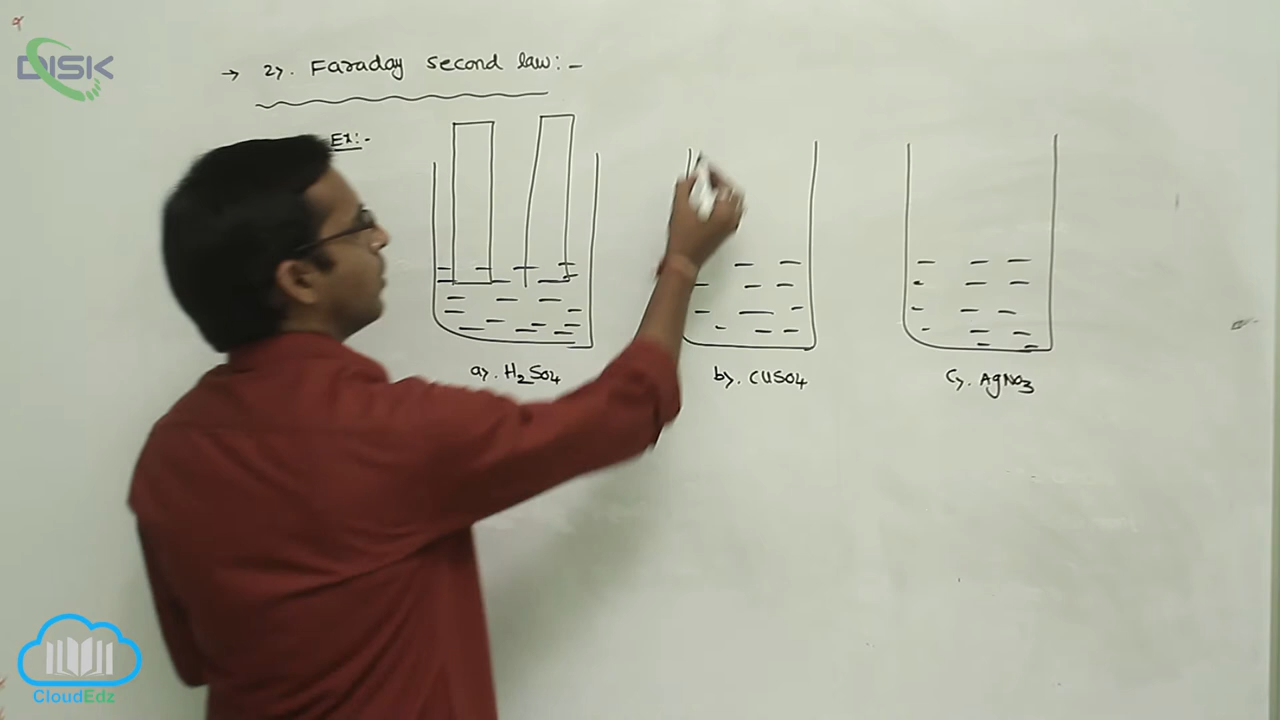 DISK
→ 2). Faraday second law:-
Ex:-
a). H₂SO₄
b). CUSO₄
c). AgNO₃
CloudEdz